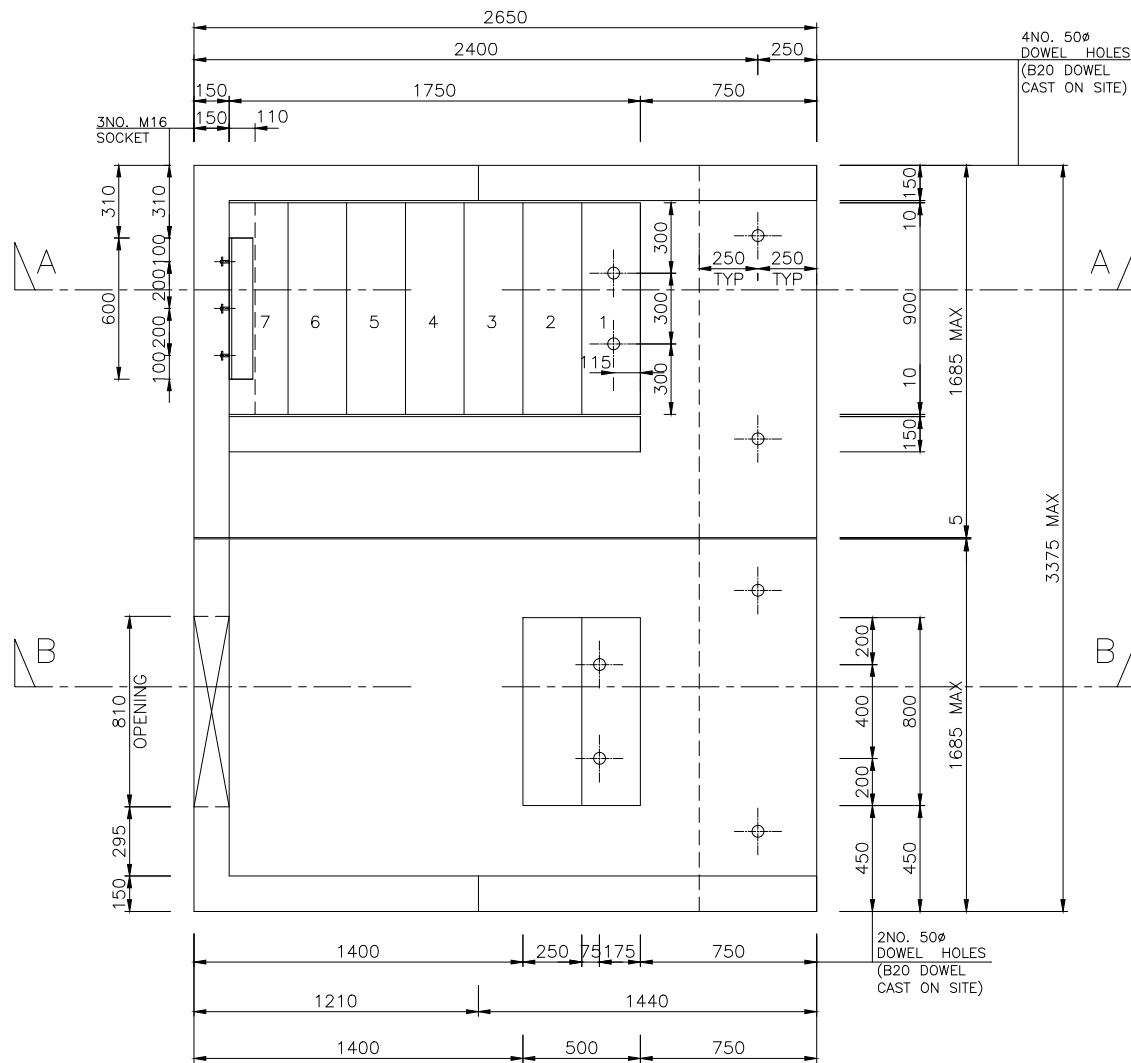 2650
2400
250
4NO. 50ø
DOWEL HOLES
(B20 DOWEL
CAST ON SITE)
150
1750
750
3NO. M16
SOCKET
150
110
310
310
150
10
100
300
250
TYP
250
TYP
A
A
200
600
900
1685 MAX
7
6
5
4
3
2
1
300
200
115
100
300
10
150
5
3375 MAX
B
B
810
OPENING
200
400
800
1685 MAX
200
295
450
450
150
2NO. 50ø
DOWEL HOLES
(B20 DOWEL
CAST ON SITE)
1400
250
75
175
750
1210
1440
1400
500
750